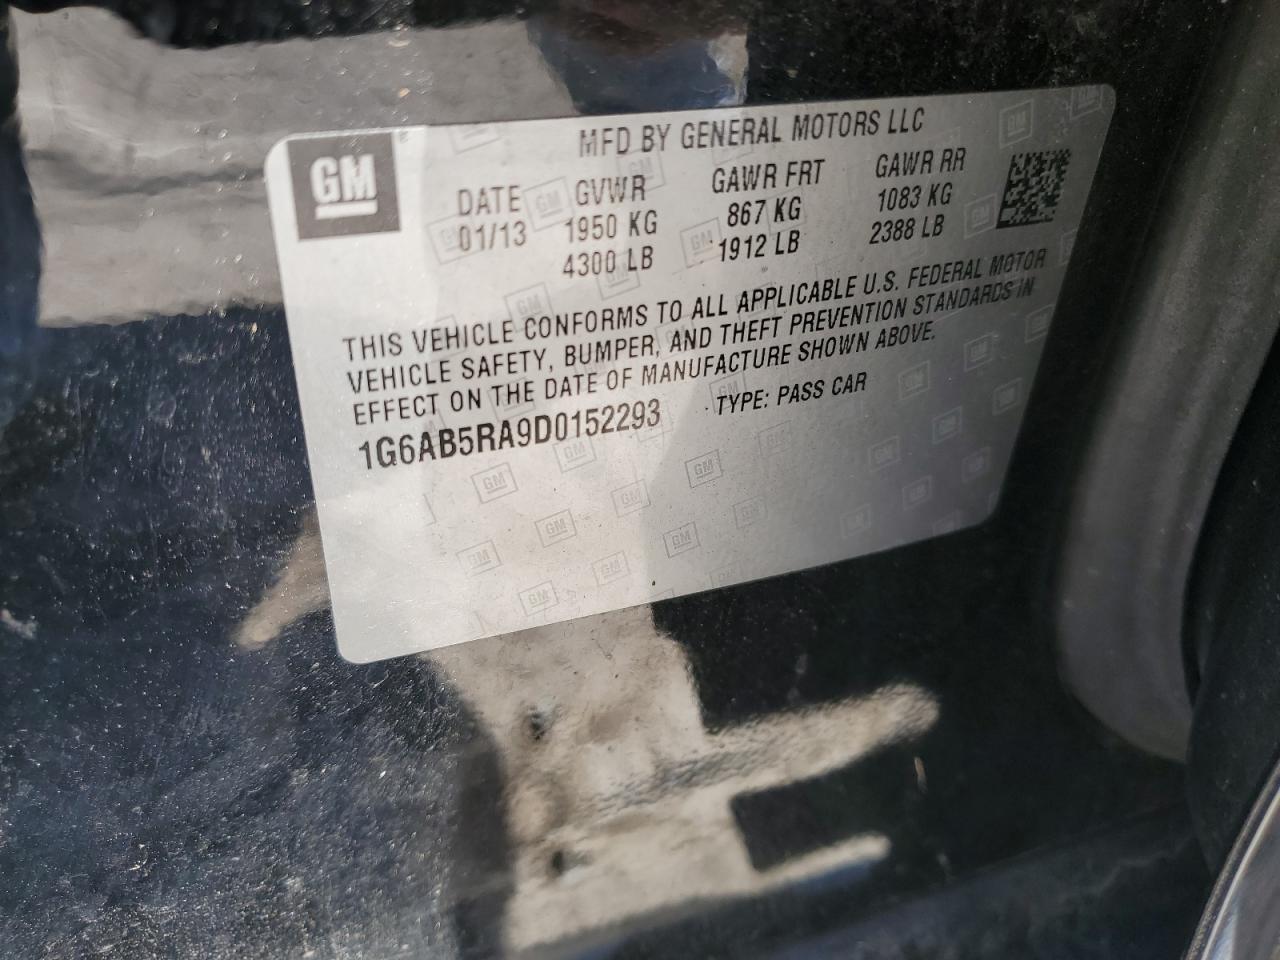 GM
MFD BY GENERAL MOTORS LLC
DATE GVWR GAWR FRT GAWR RR
01/13 1950 KG 867 KG 1083 KG
4300 LB 1912 LB 2388 LB
THIS VEHICLE CONFORMS TO ALL APPLICABLE U.S. FEDERAL MOTOR
VEHICLE SAFETY, BUMPER, AND THEFT PREVENTION STANDARDS IN
EFFECT ON THE DATE OF MANUFACTURE SHOWN ABOVE.
1G6AB5RA9D0152293 TYPE: PASS CAR